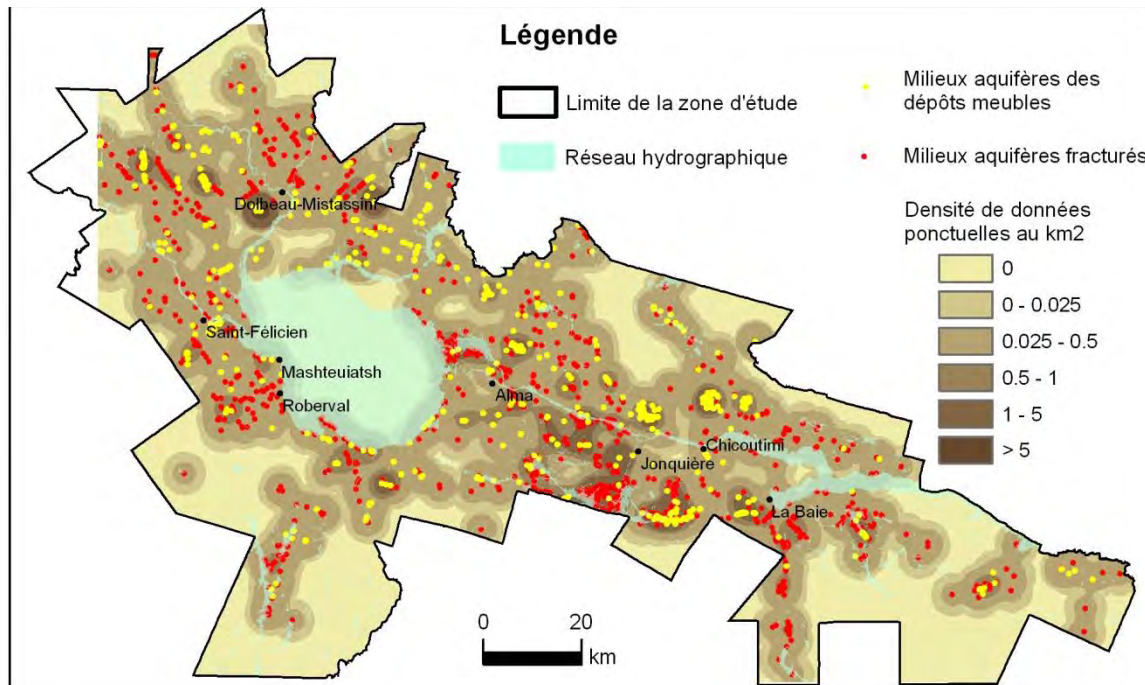 Légende
Limite de la zone d'étude
Réseau hydrographique
Milieux aquifères des
dépôts meubles
Milieux aquifères fracturés
Densité de données
ponctuelles au km2
0
0 - 0.025
0.025 - 0.5
0.5 - 1
1 - 5
> 5
Dolbeau-Mistassini
Saint-Félicien
Mashteuiatsh
Roberval
Alma
Chicoutimi
Jonquière
La Baie
0 20
km